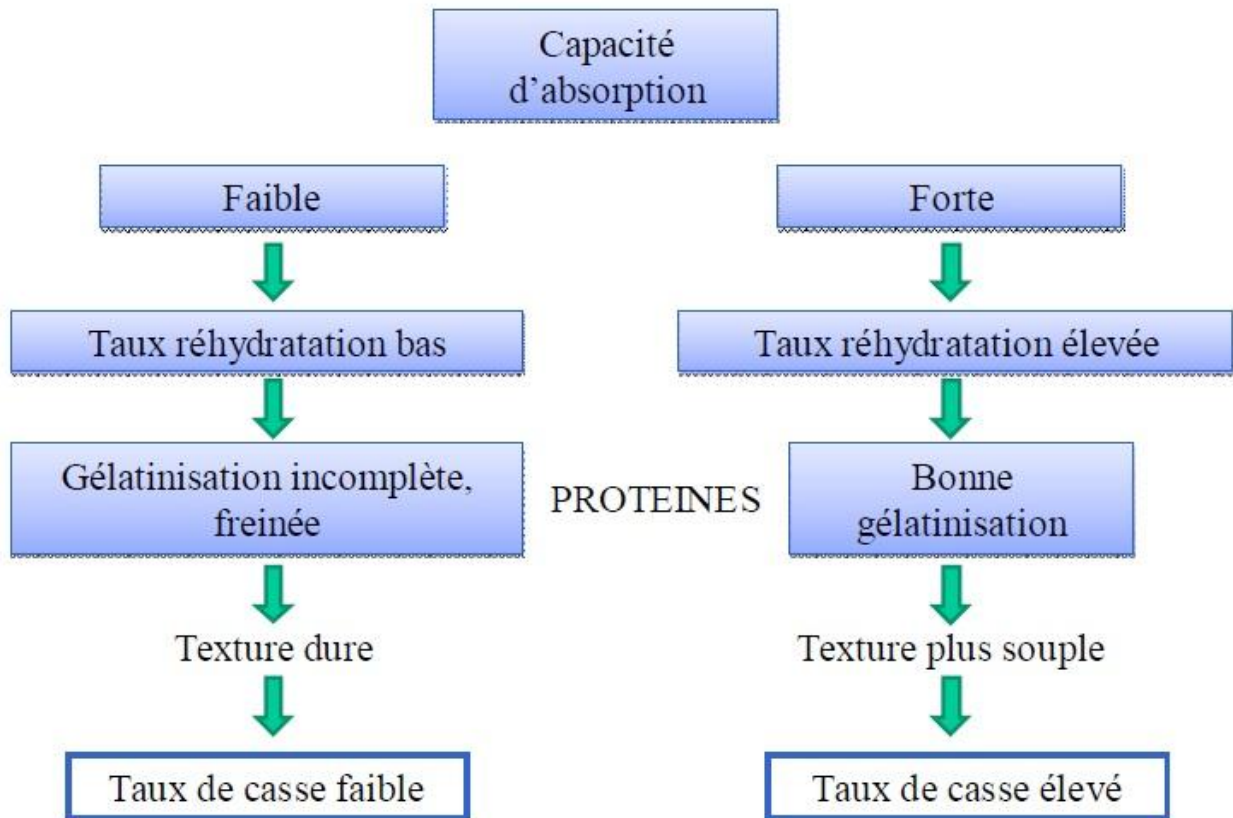 Capacité
d’absorption
Faible
Forte
Taux réhydratation bas
Taux réhydratation élevée
Gélatinisation incomplète,
freinée
PROTEINES
Bonne
gélatinisation
Texture dure
Texture plus souple
Taux de casse faible
Taux de casse élevé